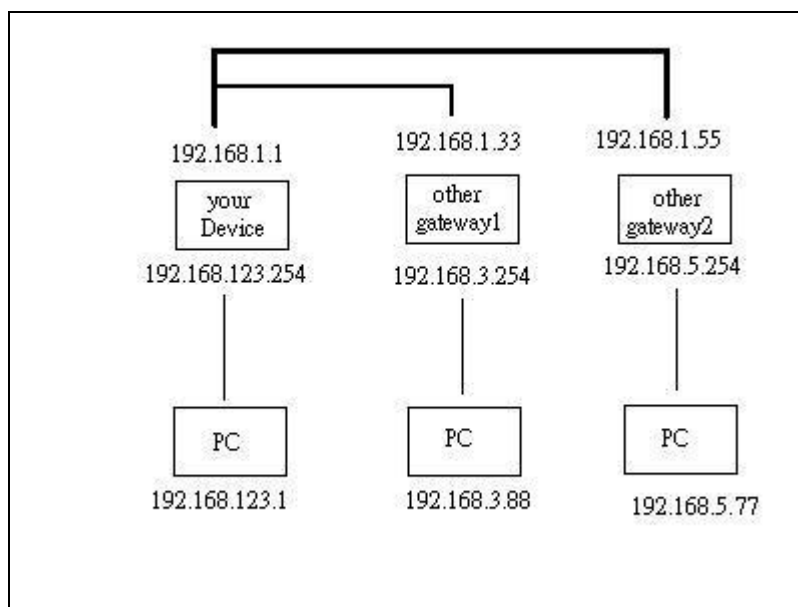 192.168.1.1
192.168.1.33
192.168.1.55
your
Device
other
gateway1
other
gateway2
192.168.123.254
192.168.3.254
192.168.5.254
PC
PC
PC
192.168.123.1
192.168.3.88
192.168.5.77